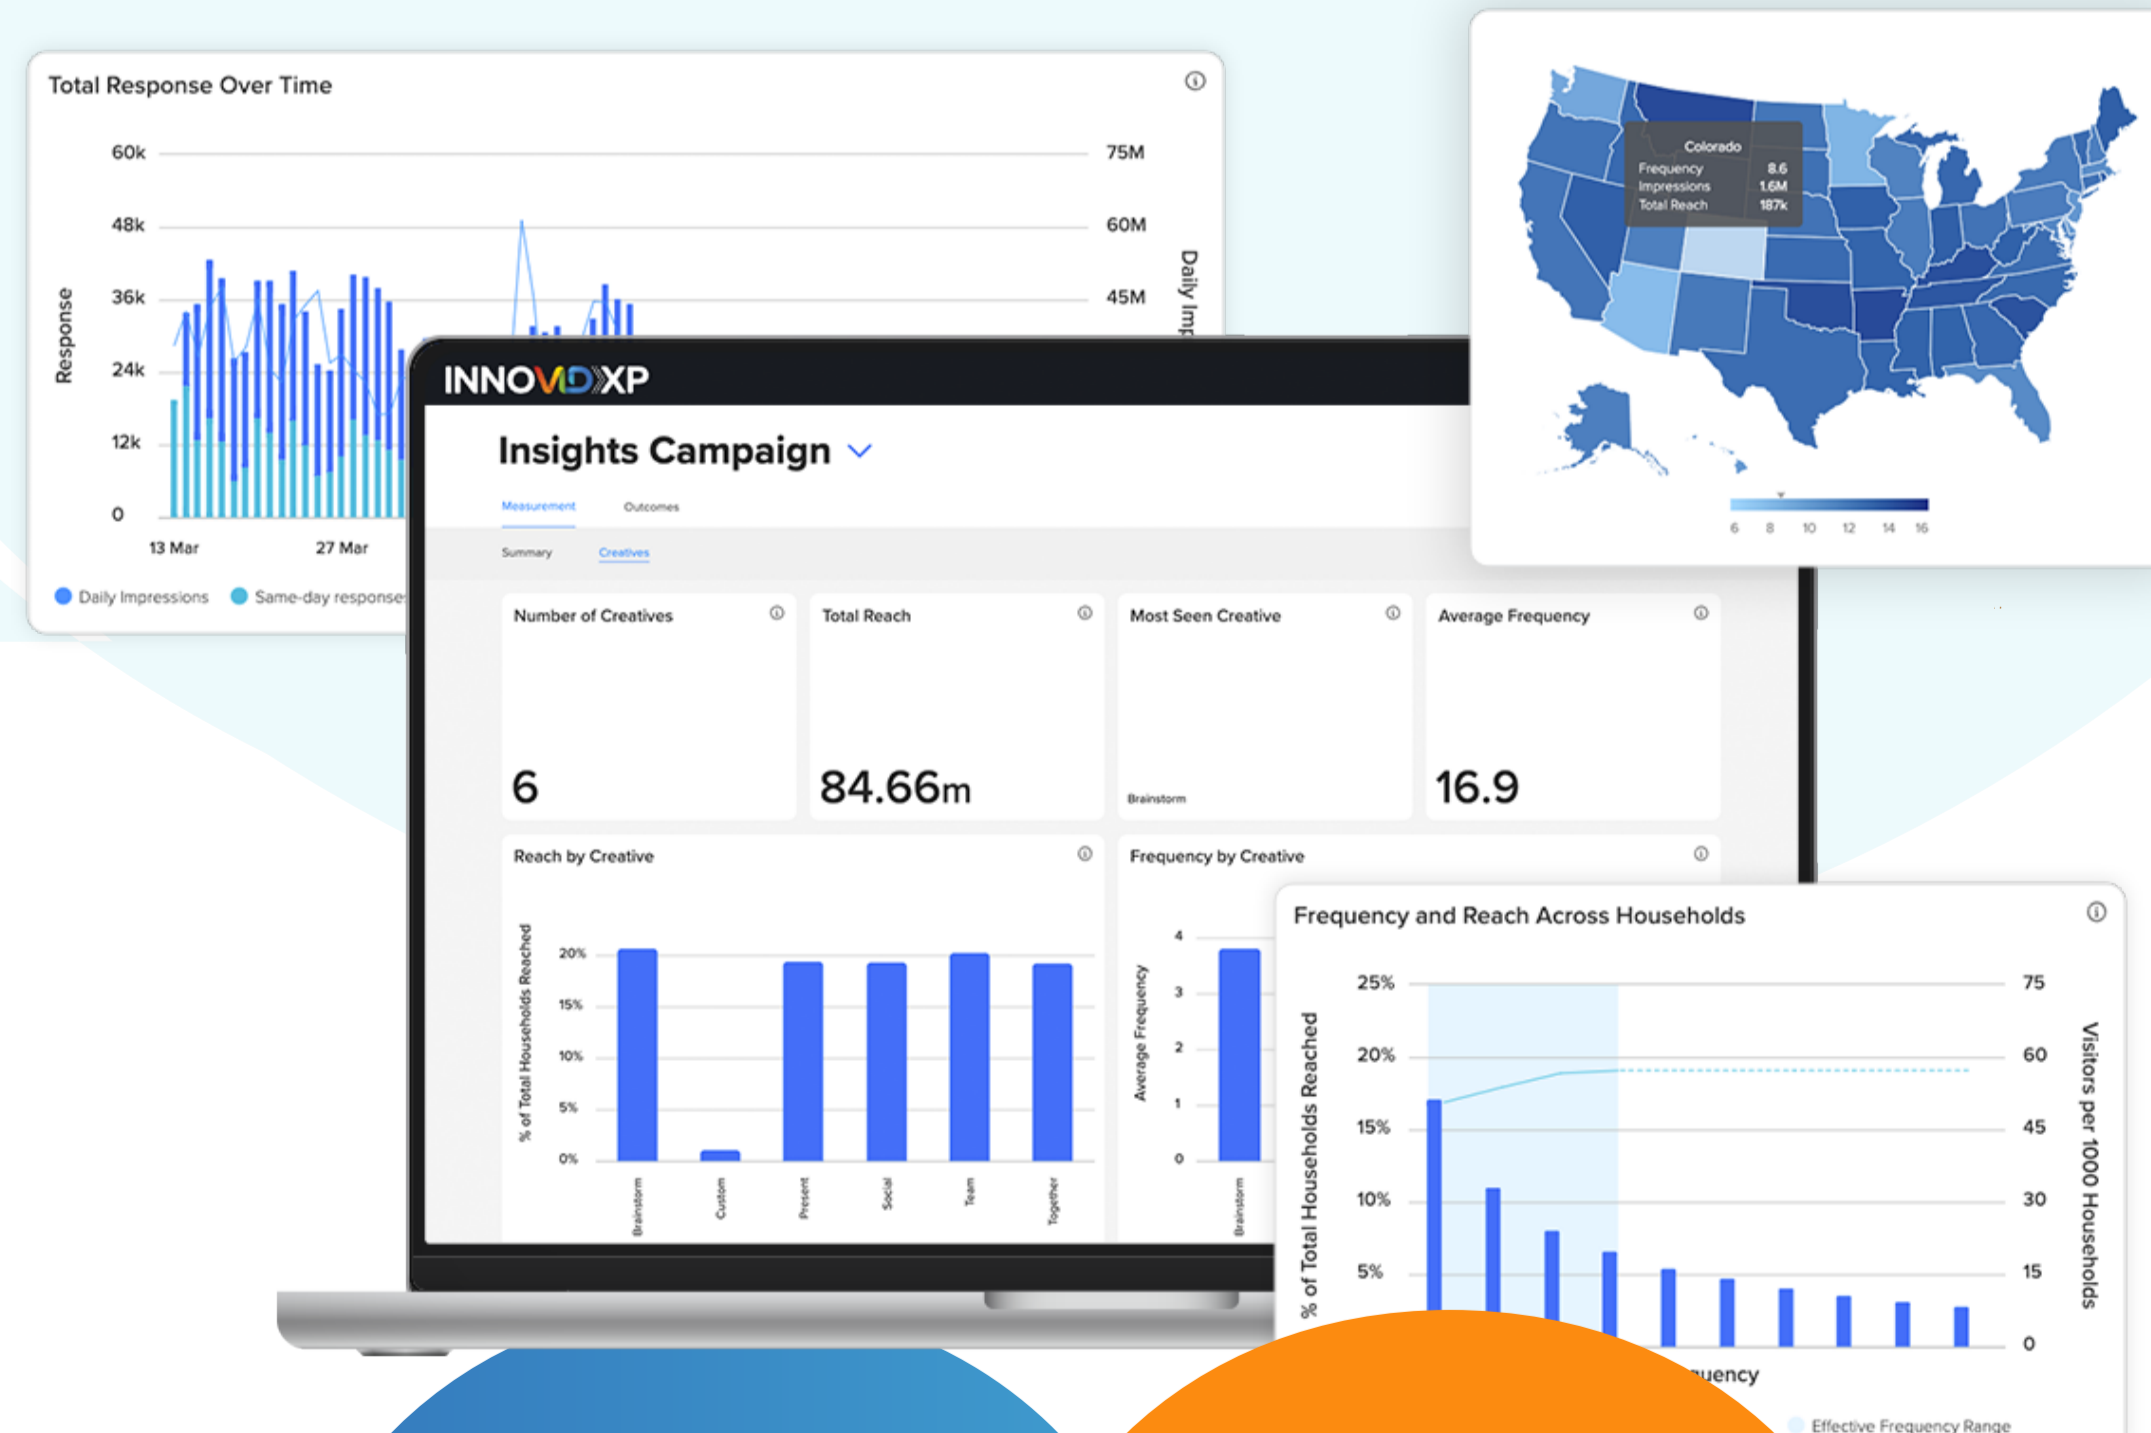 Total Response Over Time
60k
48k
36k
24k
12k
0
Response
75M
60M
45M
Daily Imp
13 Mar
27 Mar
Daily Impressions
Same-day responses
Colorado
Frequency 8.6
Impressions 1.6M
Total Reach 187k
6 8 10 12 14 16
INNOVIDXP
Insights Campaign
Measurement Outcomes
Summary Creatives
Number of Creatives
6
Total Reach
84.66m
Most Seen Creative
Brainstorm
Average Frequency
16.9
Reach by Creative
% of Total Households Reached
20%
15%
10%
5%
0%
Brainstorm
Custom
Present
Social
Team
Together
Frequency by Creative
Average Frequency
4
3
2
1
0
Brainstorm
Frequency and Reach Across Households
% of Total Households Reached
25%
20%
15%
10%
5%
75
60
45
30
15
0
Visitors per 1000 Households
uency
Effective Frequency Range